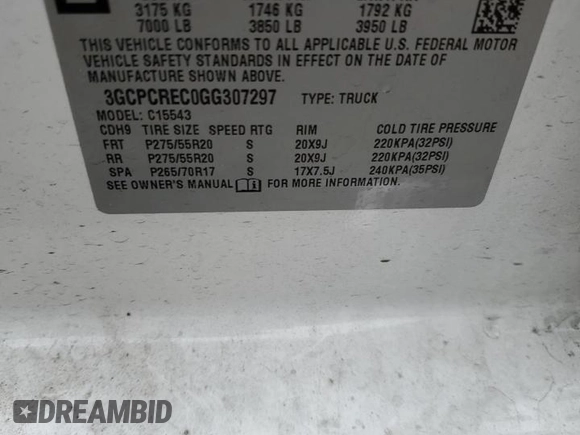 3175 KG 1746 KG 1792 KG
7000 LB 3850 LB 3950 LB
THIS VEHICLE CONFORMS TO ALL APPLICABLE U.S. FEDERAL MOTOR
VEHICLE SAFETY STANDARDS IN EFFECT ON THE DATE OF
MANUFACTURE SHOWN ABOVE.
3GCPCREC0GG307297 TYPE: TRUCK
MODEL: C15543
CDH9 TIRE SIZE SPEED RTG RIM COLD TIRE PRESSURE
FRT P275/55R20 S 20X9J 220KPA(32PSI)
RR P275/55R20 S 20X9J 220KPA(32PSI)
SPA P265/70R17 S 17X7.5J 240KPA(35PSI)
SEE OWNER'S MANUAL FOR MORE INFORMATION.
DREAMBID